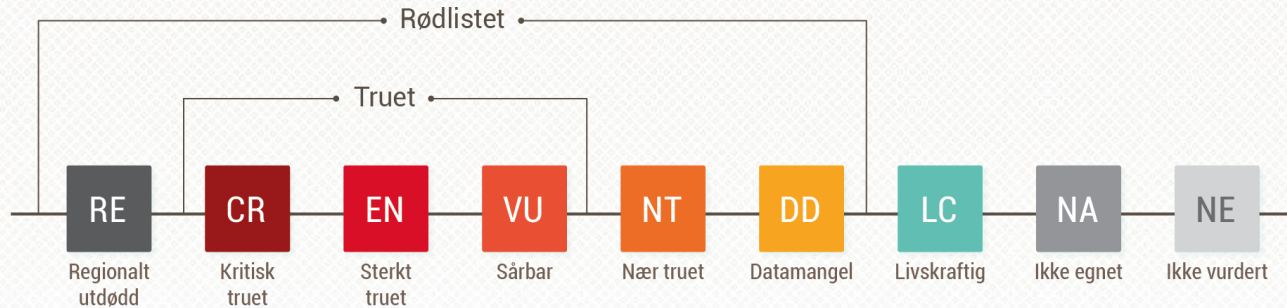 Rødlistet
Truet
RE
CR
EN
VU
NT
DD
LC
NA
NE
Regionalt
utdødd
Kritisk
truet
Sterkt
truet
Sårbar
Nær truet
Datamangel
Livskraftig
Ikke egnet
Ikke vurdert